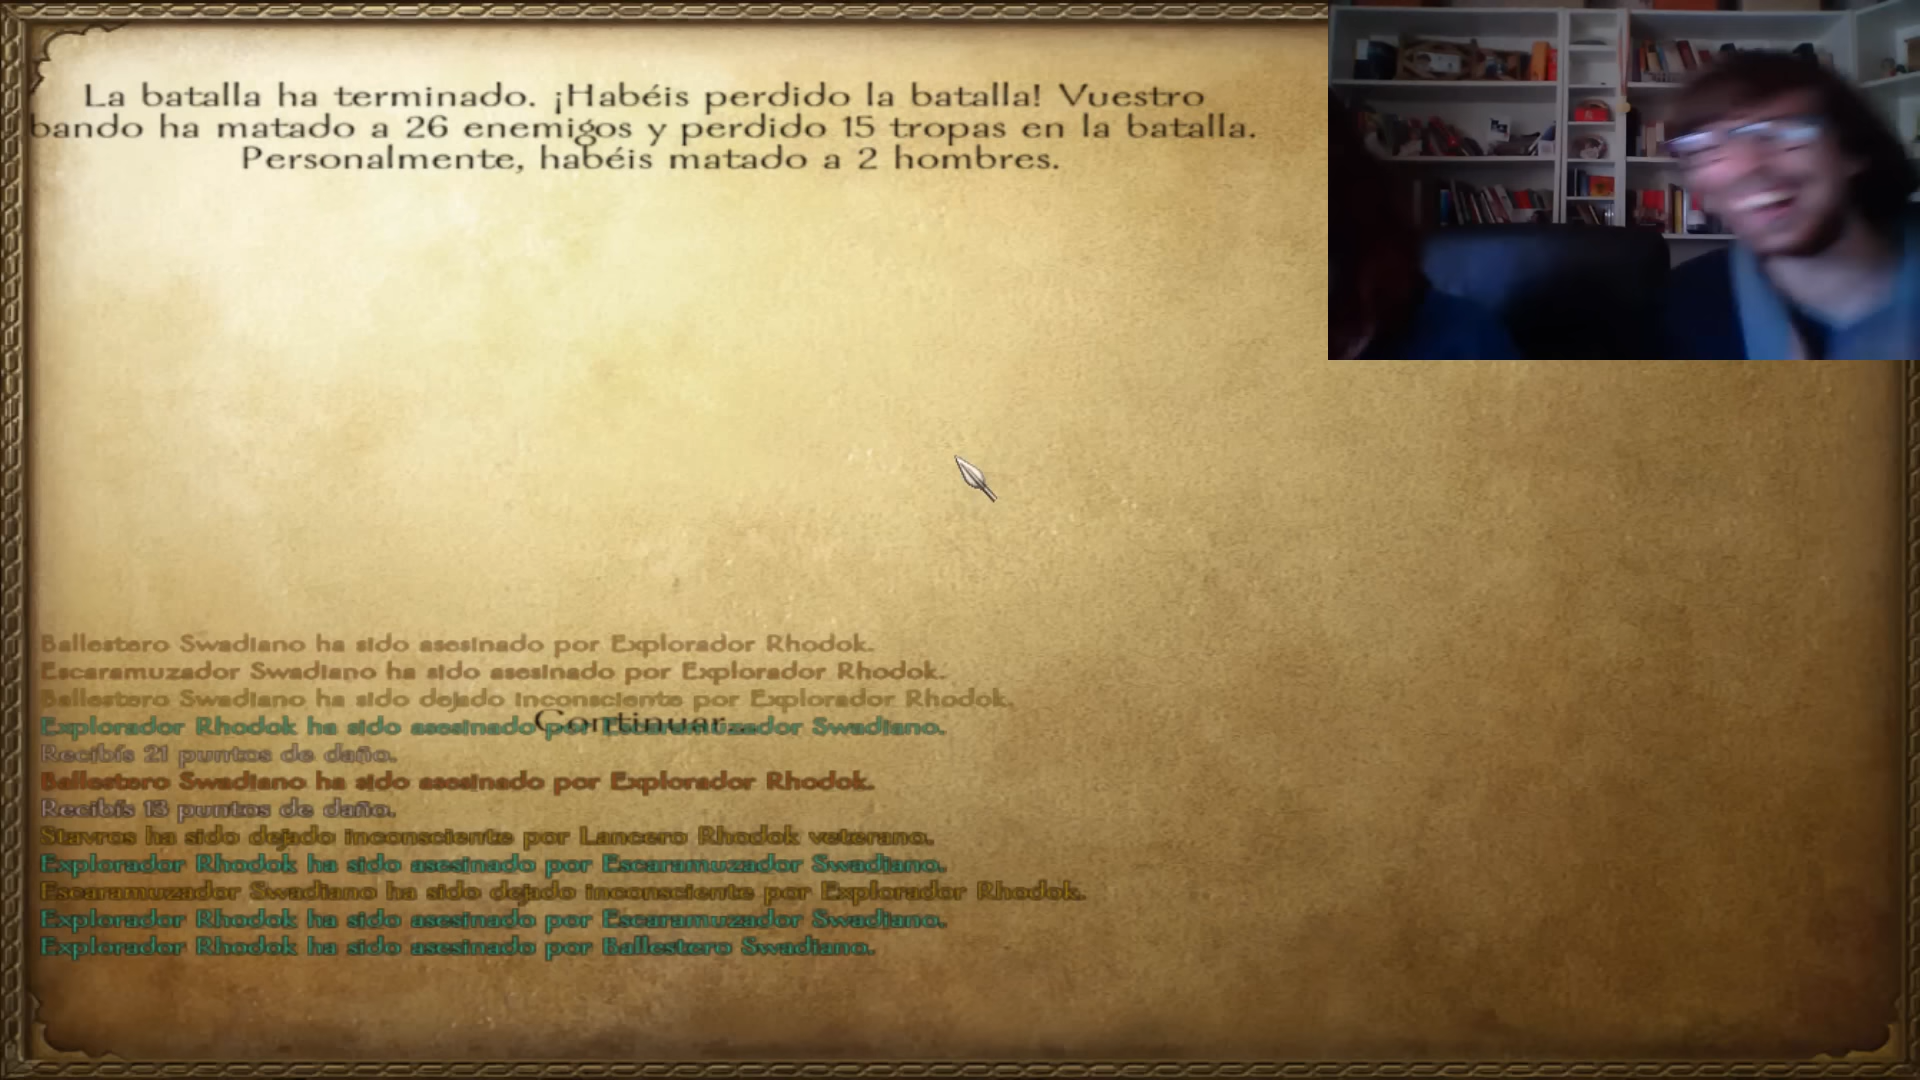 La batalla ha terminado. ¡Habéis perdido la batalla! Vuestro
bando ha matado a 26 enemigos y perdido 15 tropas en la batalla.
Personalmente, habéis matado a 2 hombres.
Ballestero Swadiano ha sido asesinado por Explorador Rhodok.
Escaramuzador Swadiano ha sido asesinado por Explorador Rhodok.
Ballestero Swadiano ha sido dejado inconsciente por Explorador Rhodok.
Continuar...
Explorador Rhodok ha sido asesinado por Escaramuzador Swadiano.
Recibís 21 puntos de daño.
Ballestero Swadiano ha sido asesinado por Explorador Rhodok.
Recibís 13 puntos de daño.
Stavros ha sido dejado inconsciente por Lancero Rhodok veterano.
Explorador Rhodok ha sido asesinado por Escaramuzador Swadiano.
Escaramuzador Swadiano ha sido dejado inconsciente por Explorador Rhodok.
Explorador Rhodok ha sido asesinado por Escaramuzador Swadiano.
Explorador Rhodok ha sido asesinado por Ballestero Swadiano.